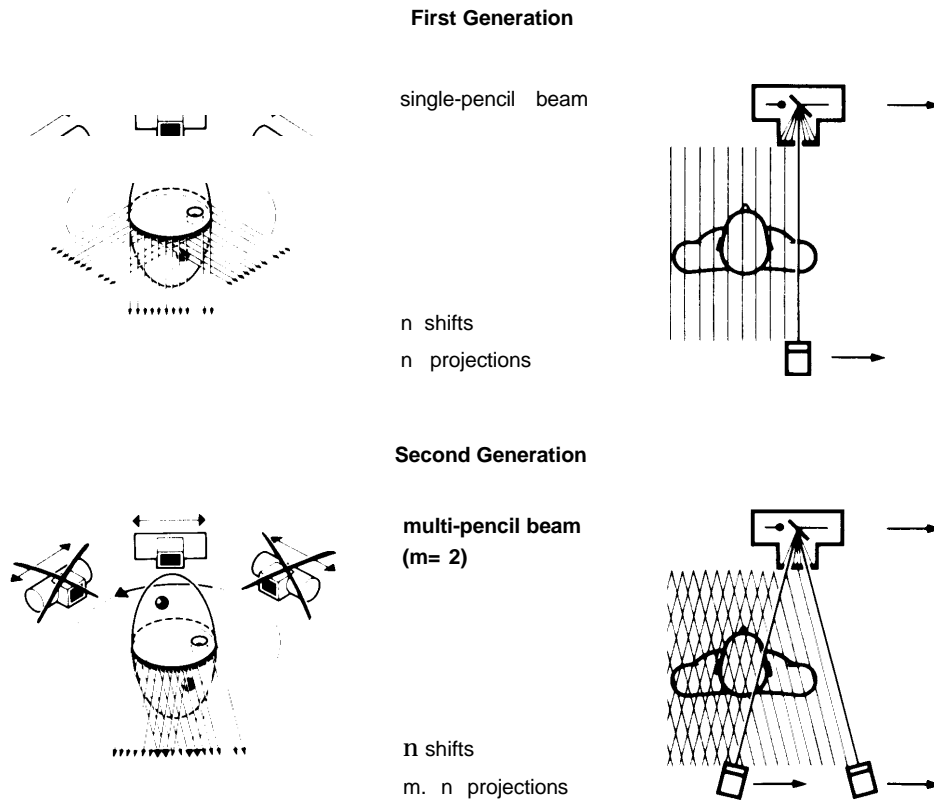 First Generation
single-pencil beam
n shifts
n projections
Second Generation
multi-pencil beam
(m= 2)
n shifts
m. n projections